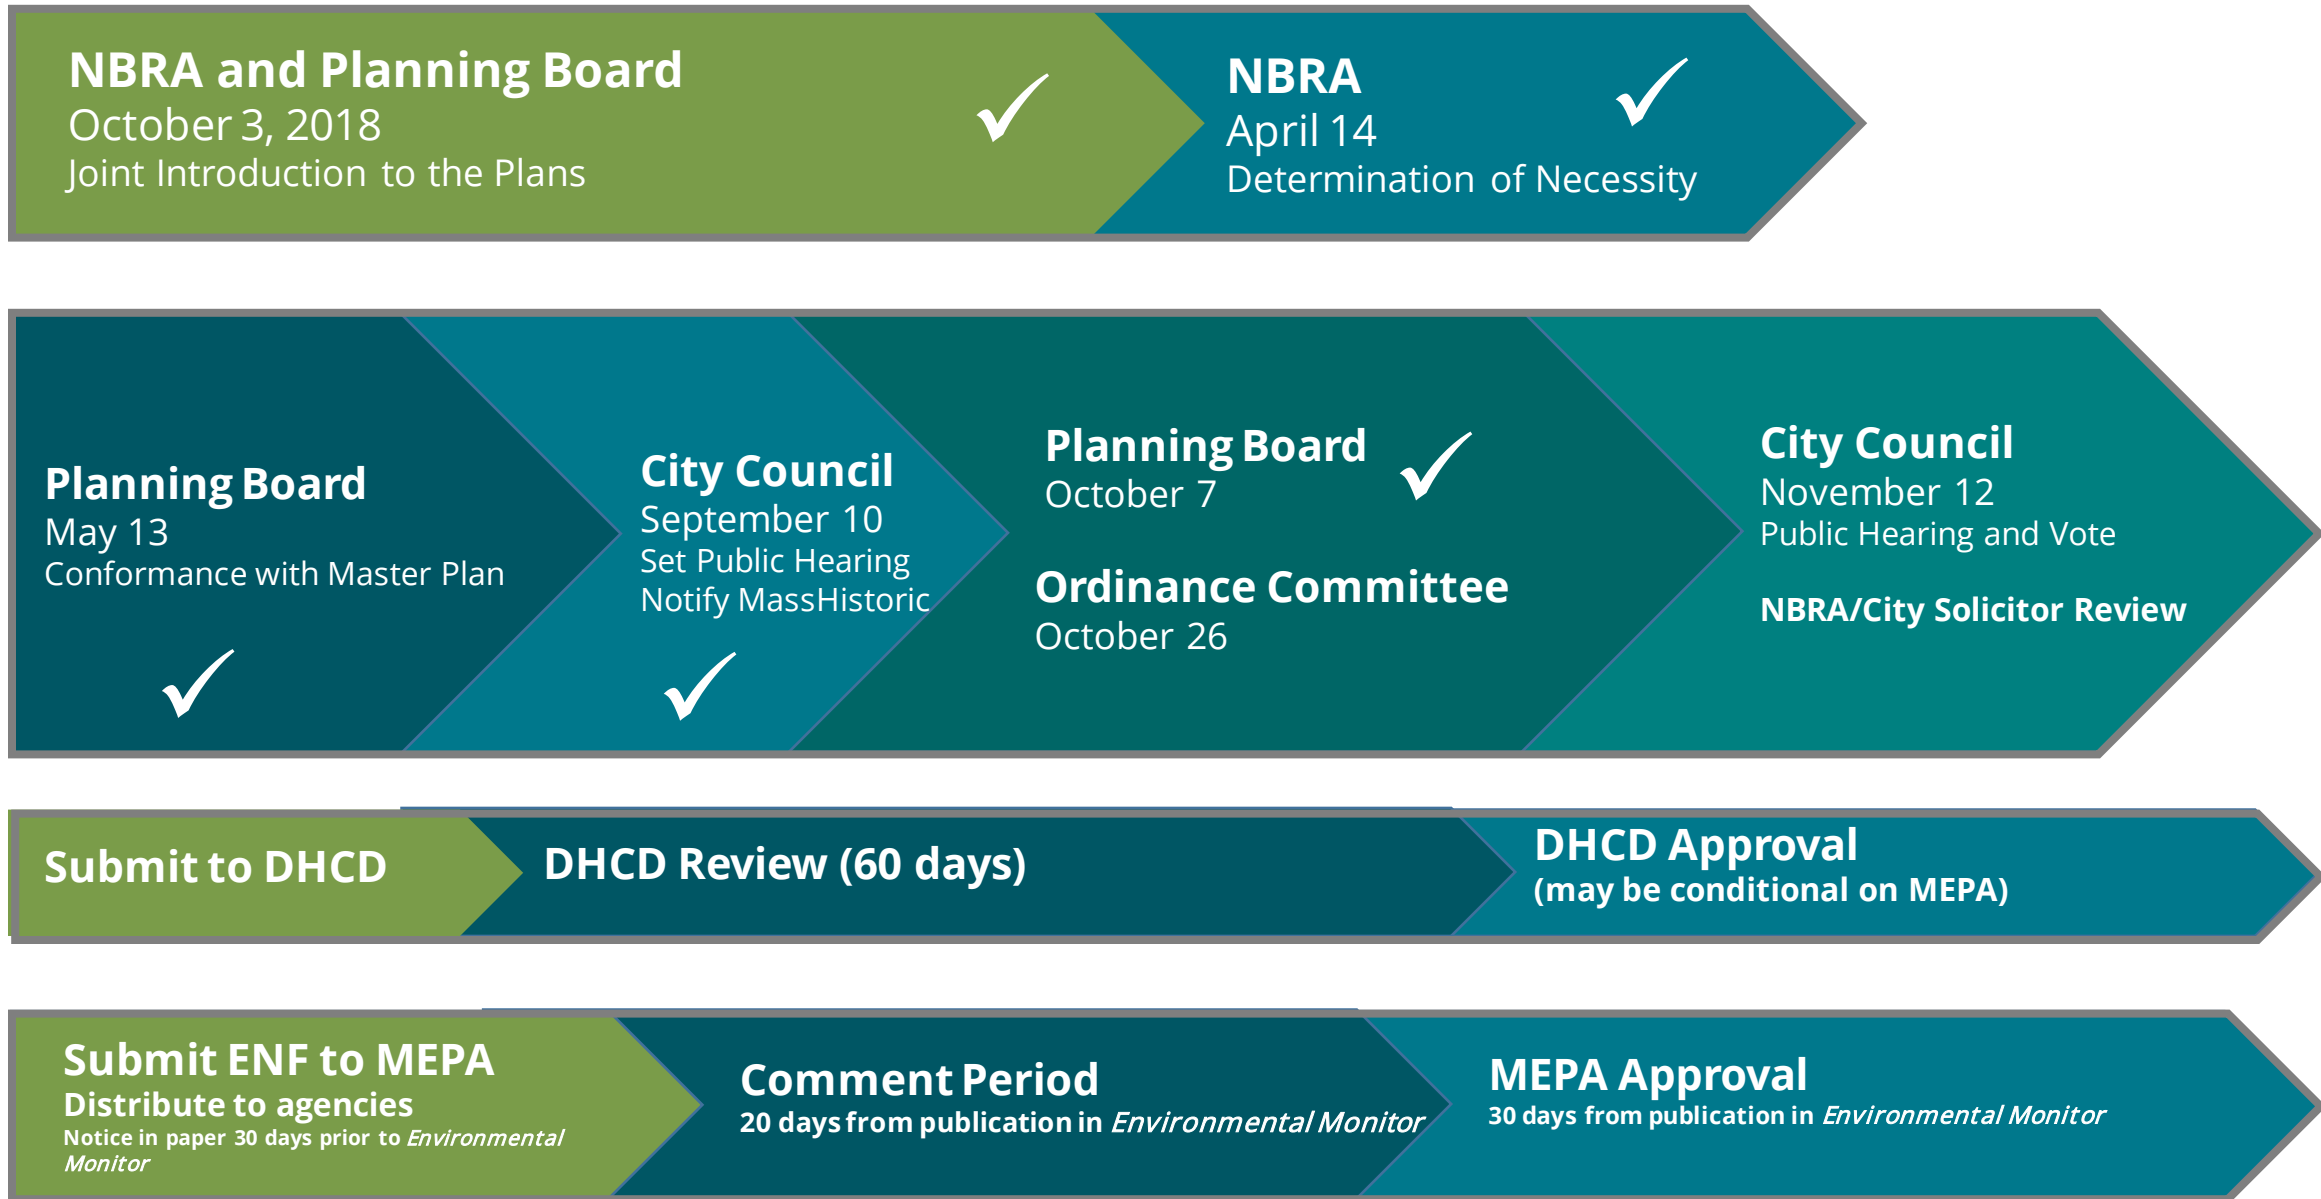 NBRA and Planning Board
October 3, 2018
Joint Introduction to the Plans
NBRA
April 14
Determination of Necessity
Planning Board
May 13
Conformance with Master Plan
City Council
September 10
Set Public Hearing
Notify MassHistoric
Planning Board
October 7
Ordinance Committee
October 26
City Council
November 12
Public Hearing and Vote
NBRA/City Solicitor Review
Submit to DHCD
DHCD Review (60 days)
DHCD Approval
(may be conditional on MEPA)
Submit ENF to MEPA
Distribute to agencies
Notice in paper 30 days prior to Environmental
Monitor
Comment Period
20 days from publication in Environmental Monitor
MEPA Approval
30 days from publication in Environmental Monitor